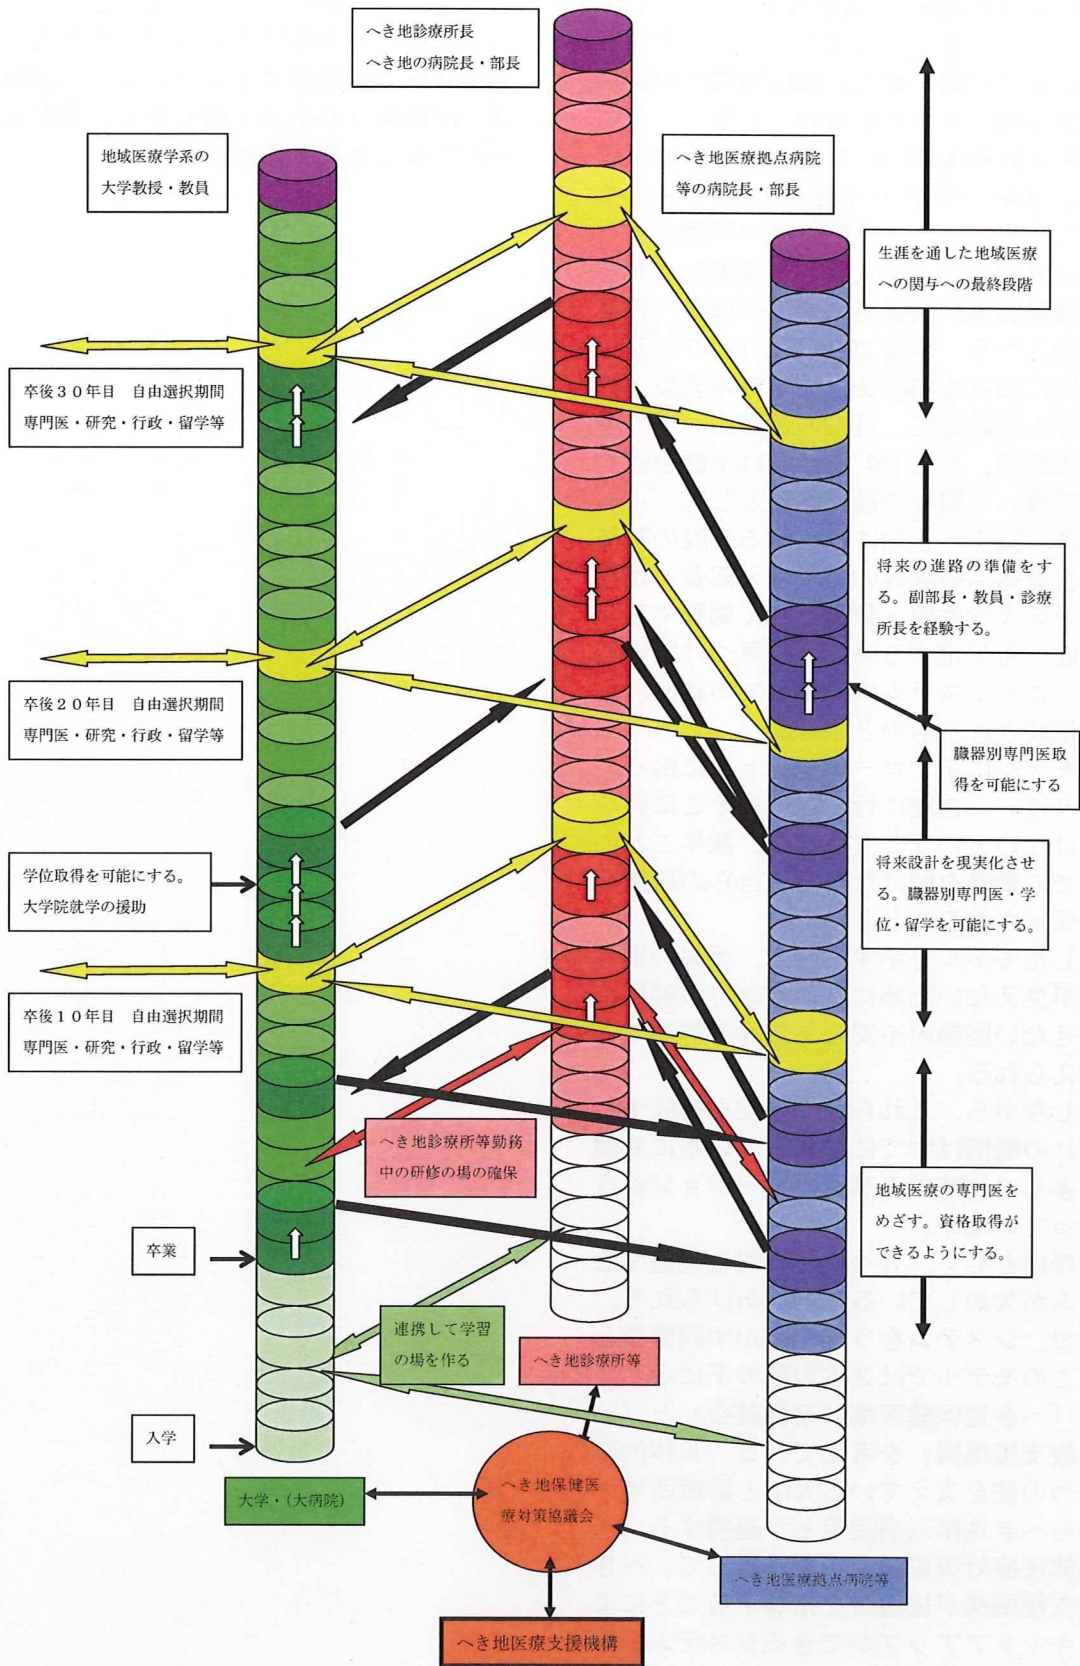 へき地診療所長
へき地の病院長・部長
地域医療学系の
大学教授・教員
へき地医療拠点病院
等の病院長・部長
生涯を通した地域医療
への関与への最終段階
卒後30年目　自由選択期間
専門医・研究・行政・留学等
将来の進路の準備をす
る。副部長・教員・診療
所長を経験する。
卒後20年目　自由選択期間
専門医・研究・行政・留学等
臓器別専門医取
得を可能にする
学位取得を可能にする。
大学院就学の援助
将来設計を現実化させ
る。臓器別専門医・学
位・留学を可能にする。
卒後10年目　自由選択期間
専門医・研究・行政・留学等
へき地診療所等勤務
中の研修の場の確保
地域医療の専門医を
めざす。資格取得が
できるようにする。
卒業
連携して学習
の場を作る
へき地診療所等
入学
大学・(大病院)
へき地保健医
療対策協議会
へき地医療拠点病院等
へき地医療支援機構